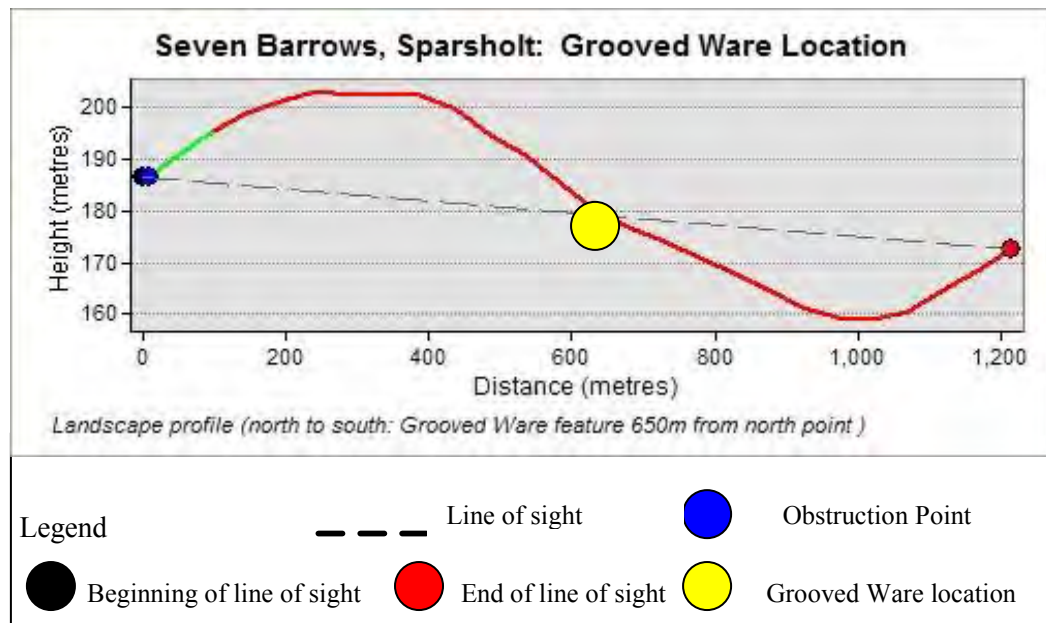 Seven Barrows, Sparsholt: Grooved Ware Location
Height (metres)
200
190
180
170
160
0 200 400 600 800 1,000 1,200
Distance (metres)
Landscape profile (north to south: Grooved Ware feature 650m from north point )
Legend
Line of sight
Obstruction Point
Beginning of line of sight
End of line of sight
Grooved Ware location